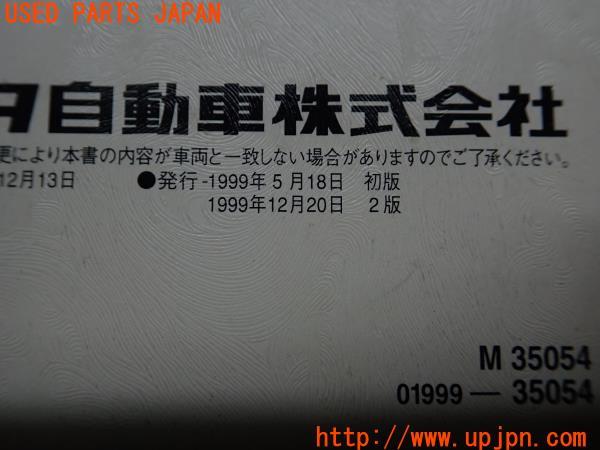 USED PARTS JAPAN
タ自動車株式会社
更により本書の内容が車両と一致しない場合がありますのでご了承ください。
12月13日 ●発行-1999年5月18日 初版
1999年12月20日 2版
M 35054
01999 — 35054
http://www.upjpn.com/